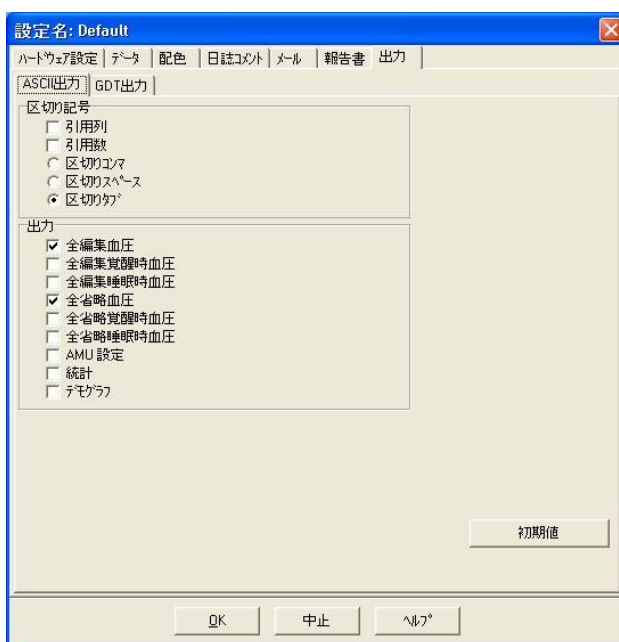 設定名: Default
ハードウェア設定 データ 配色 日誌コメント メール 報告書 出力
ASCII出力 GDT出力
区切り記号
引用列
引用数
区切りコンマ
区切りスペース
区切りタブ
出力
全編集血圧
全編集覚醒時血圧
全編集睡眠時血圧
全省略血圧
全省略覚醒時血圧
全省略睡眠時血圧
AMU 設定
統計
デモグラフ
初期値
OK 中止 ヘルプ